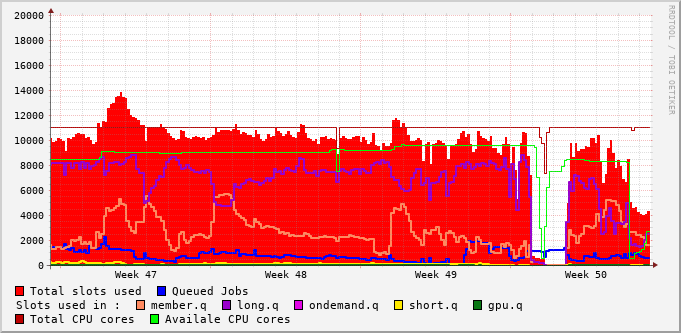 20000
18000
16000
14000
12000
10000
8000
6000
4000
2000
0
Week 47 Week 48 Week 49 Week 50
RRDTOOL / TOBI OETIKER
Total slots used Queued Jobs
Slots used in : member.q long.q ondemand.q short.q gpu.q
Total CPU cores Availale CPU cores